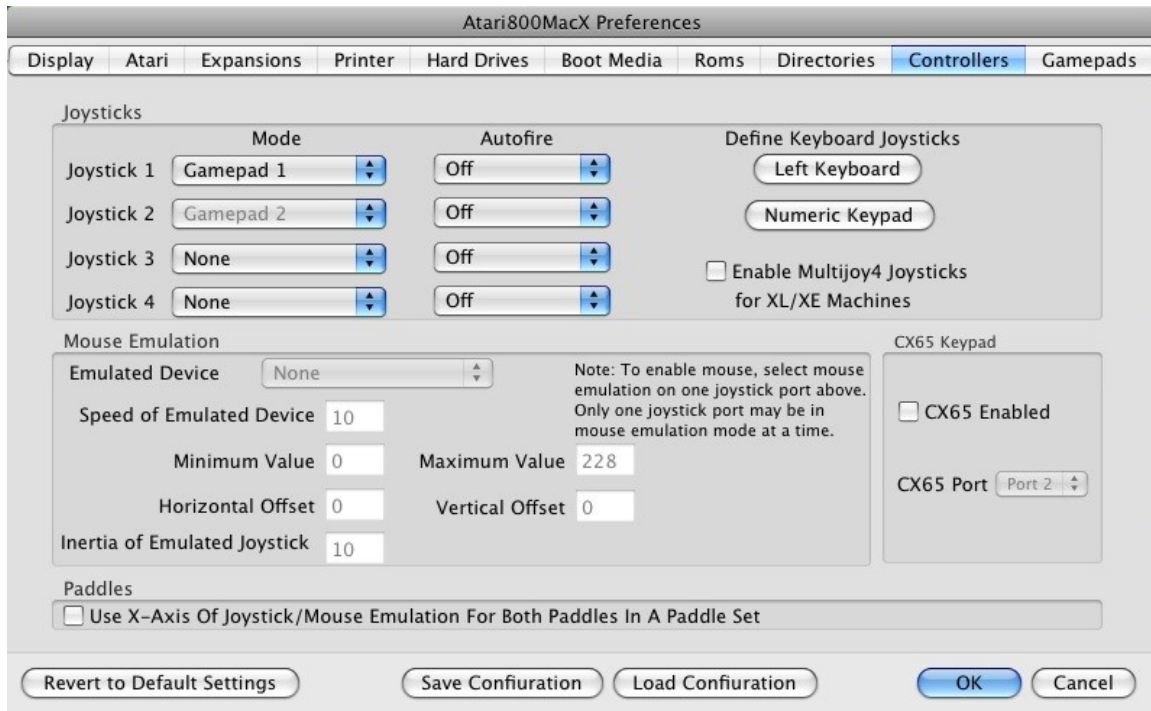 Atari800MacX Preferences
Display Atari Expansions Printer Hard Drives Boot Media Roms Directories Controllers Gamepads
Joysticks
Mode Autofire Define Keyboard Joysticks
Joystick 1 Gamepad 1 Off Left Keyboard
Joystick 2 Gamepad 2 Off Numeric Keypad
Joystick 3 None Off Enable Multijoy4 Joysticks
Joystick 4 None Off for XL/XE Machines
Mouse Emulation
Emulated Device None
Note: To enable mouse, select mouse
emulation on one joystick port above.
Only one joystick port may be in
mouse emulation mode at a time.
Speed of Emulated Device 10
Minimum Value 0 Maximum Value 228
Horizontal Offset 0 Vertical Offset 0
Inertia of Emulated Joystick 10
CX65 Keypad
CX65 Enabled
CX65 Port Port 2
Paddles
Use X-Axis Of Joystick/Mouse Emulation For Both Paddles In A Paddle Set
Revert to Default Settings Save Confiuration Load Confiuration OK Cancel